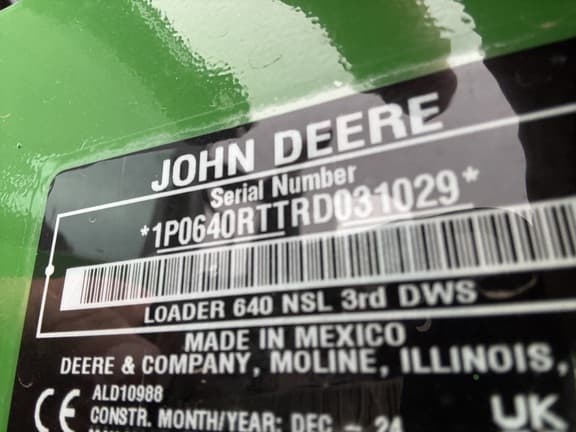 JOHN DEERE
Serial Number
*1P0640RTTRD031029*
LOADER 640 NSL 3rd DWS
MADE IN MEXICO
DEERE & COMPANY, MOLINE, ILLINOIS,
ALD10988
CE
CONSTR. MONTH/YEAR: DEC ~ 24
UK